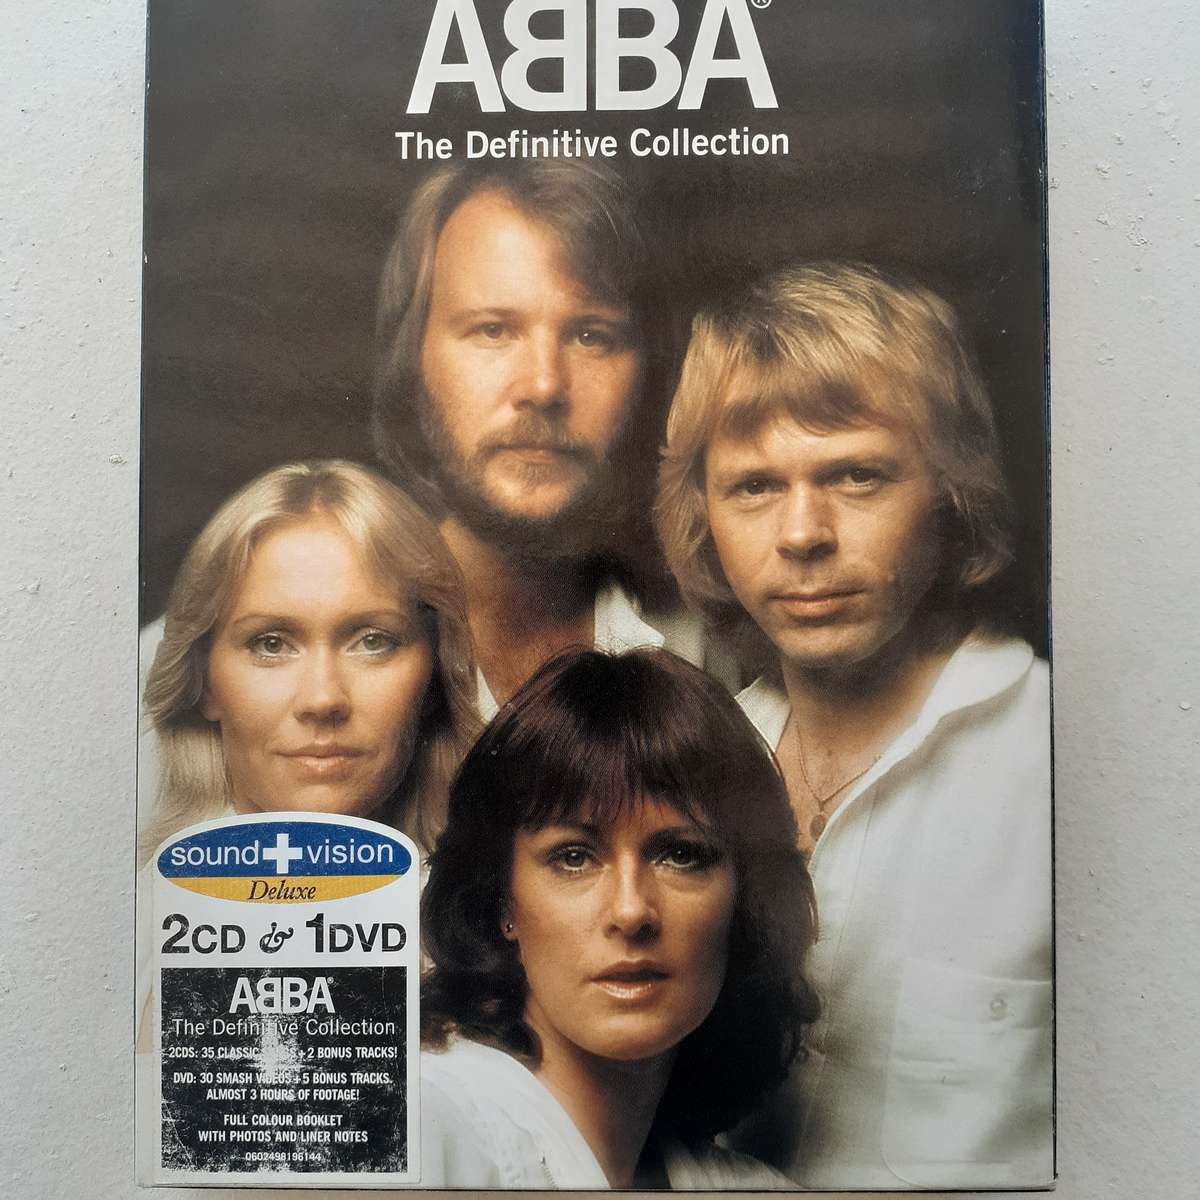 ABBA®
The Definitive Collection
sound+vision
Deluxe
2CD & 1DVD
ABBA®
The Definitive Collection
2CDS: 35 CLASSIC +2 BONUS TRACKS!
DVD: 30 SMASH VIDEOS +5 BONUS TRACKS.
ALMOST 3 HOURS OF FOOTAGE!
FULL COLOUR BOOKLET
WITH PHOTOS AND LINER NOTES
0602498196144